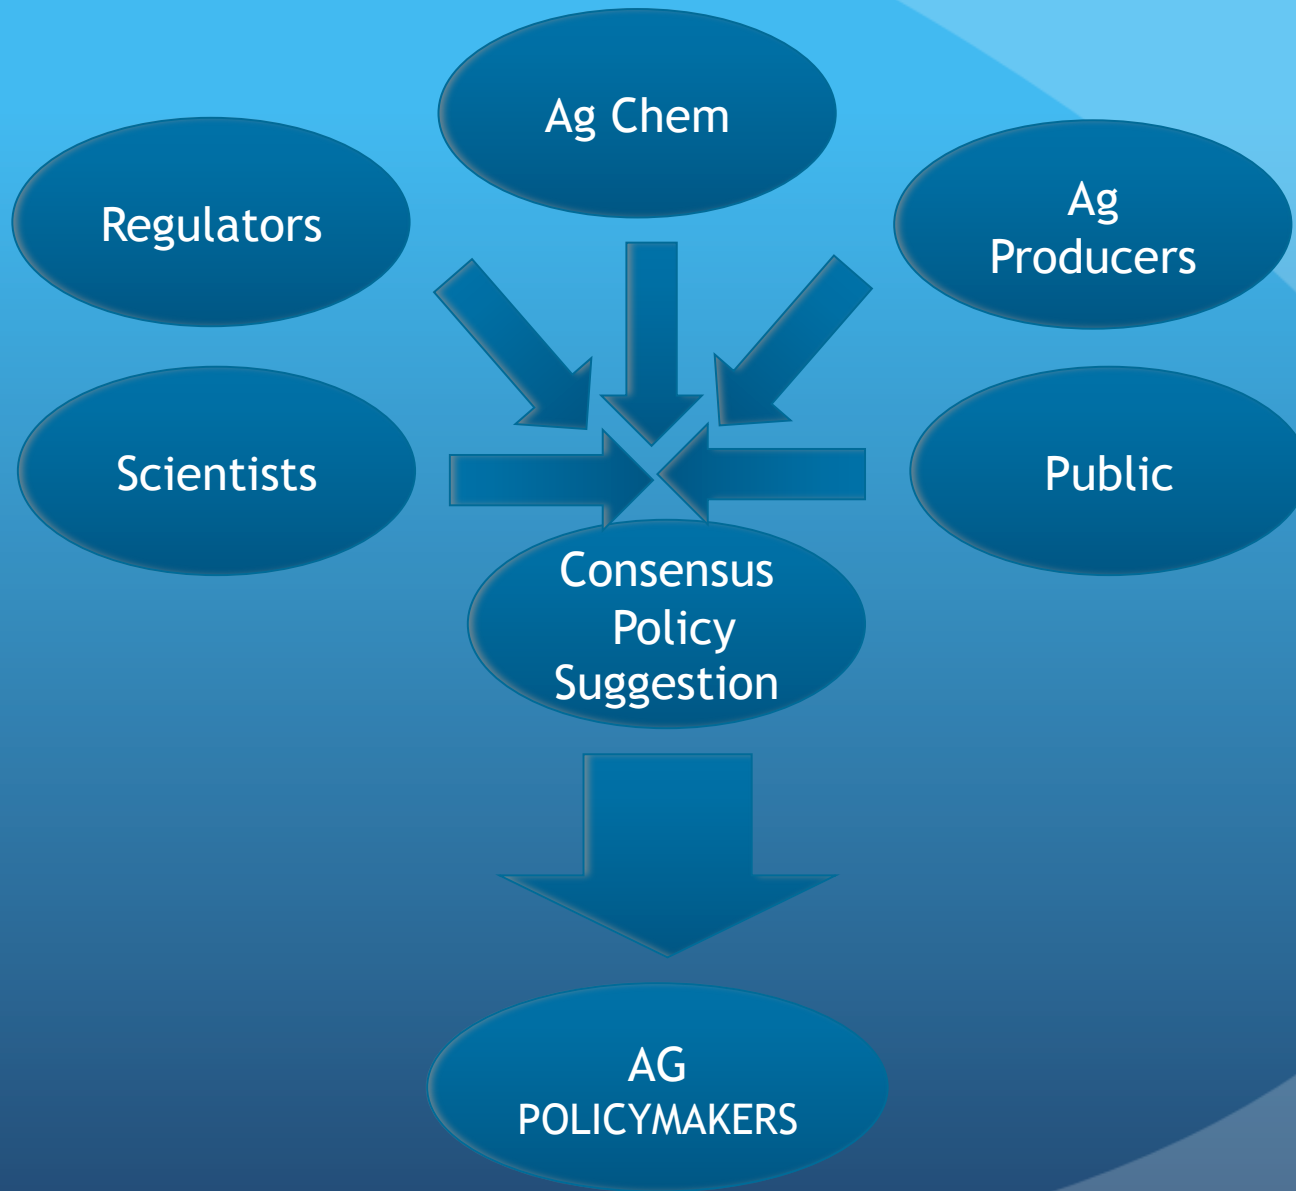 Ag Chem
Regulators
Ag
Producers
Scientists
Public
Consensus
Policy
Suggestion
AG
POLICYMAKERS